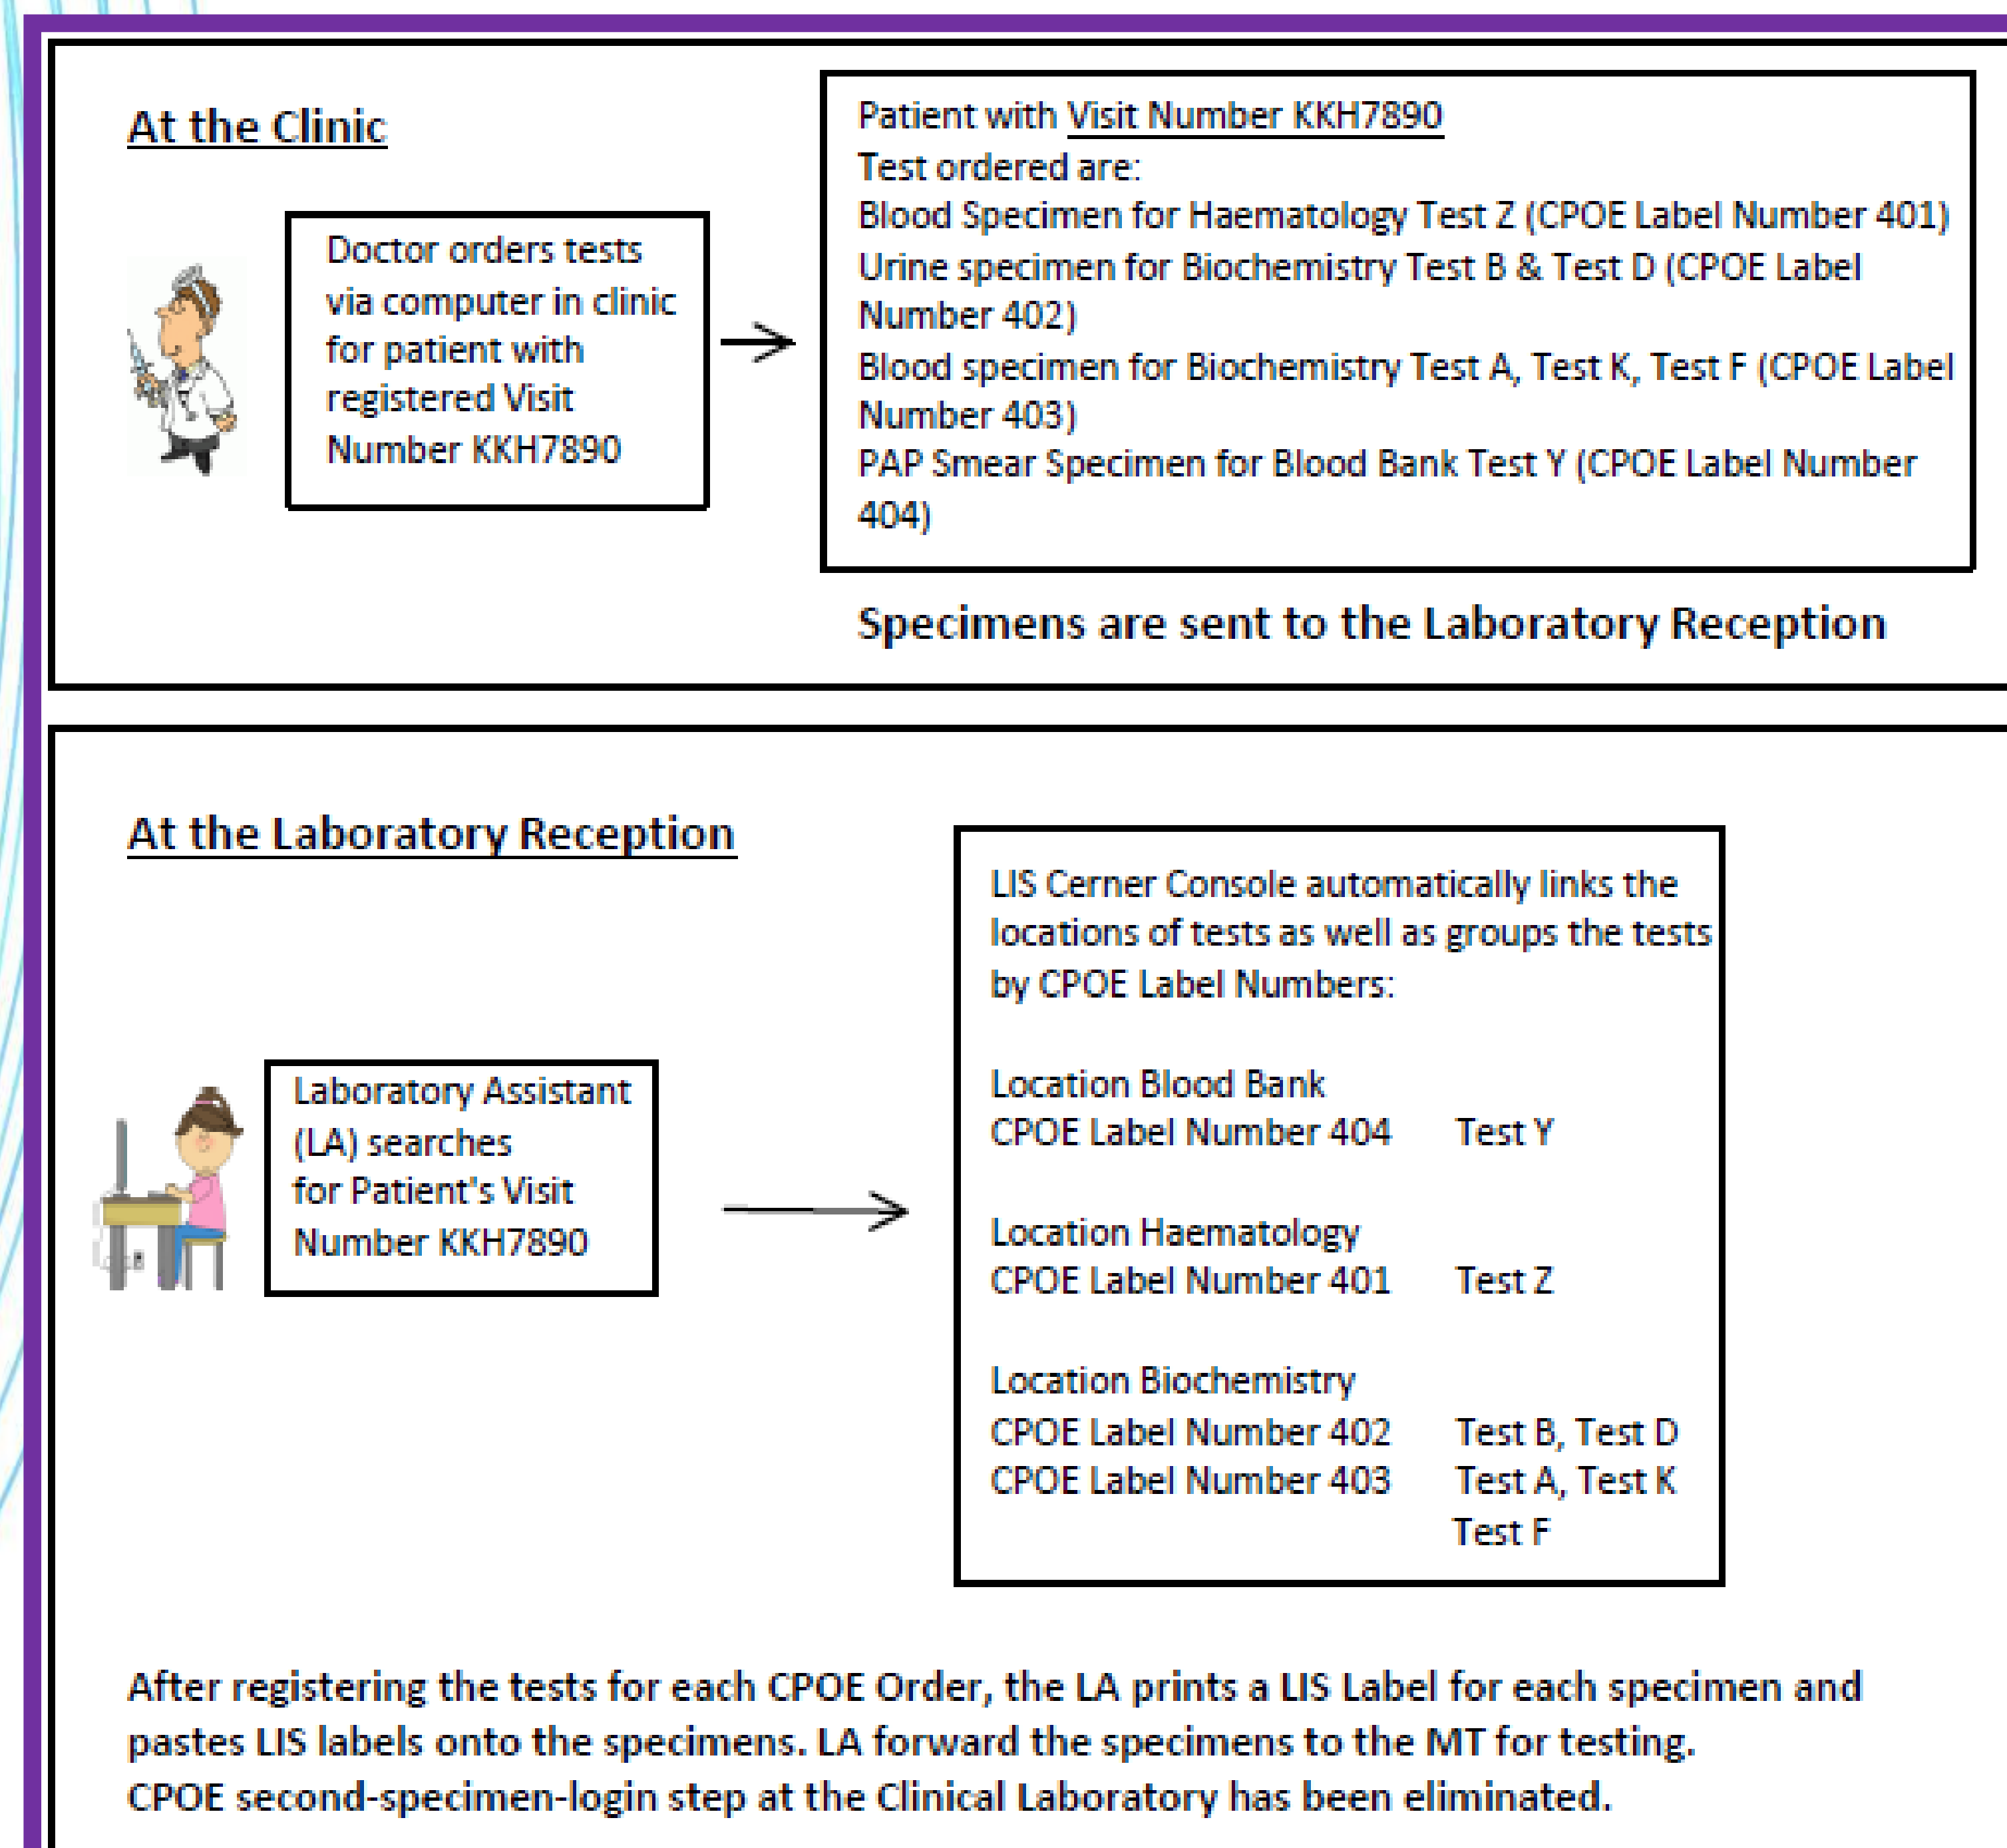 At the Clinic
Doctor orders tests
via computer in clinic
for patient with
registered Visit
Number KKH7890
Patient with Visit Number KKH7890
Test ordered are:
Blood Specimen for Haematology Test Z (CPOE Label Number 401)
Urine specimen for Biochemistry Test B & Test D (CPOE Label
Number 402)
Blood specimen for Biochemistry Test A, Test K, Test F (CPOE Label
Number 403)
PAP Smear Specimen for Blood Bank Test Y (CPOE Label Number
404)
Specimens are sent to the Laboratory Reception
At the Laboratory Reception
Laboratory Assistant
(LA) searches
for Patient's Visit
Number KKH7890
LIS Cerner Console automatically links the
locations of tests as well as groups the tests
by CPOE Label Numbers:
Location Blood Bank
CPOE Label Number 404 Test Y
Location Haematology
CPOE Label Number 401 Test Z
Location Biochemistry
CPOE Label Number 402 Test B, Test D
CPOE Label Number 403 Test A, Test K
Test F
After registering the tests for each CPOE Order, the LA prints a LIS Label for each specimen and
pastes LIS labels onto the specimens. LA forward the specimens to the MT for testing.
CPOE second-specimen-login step at the Clinical Laboratory has been eliminated.